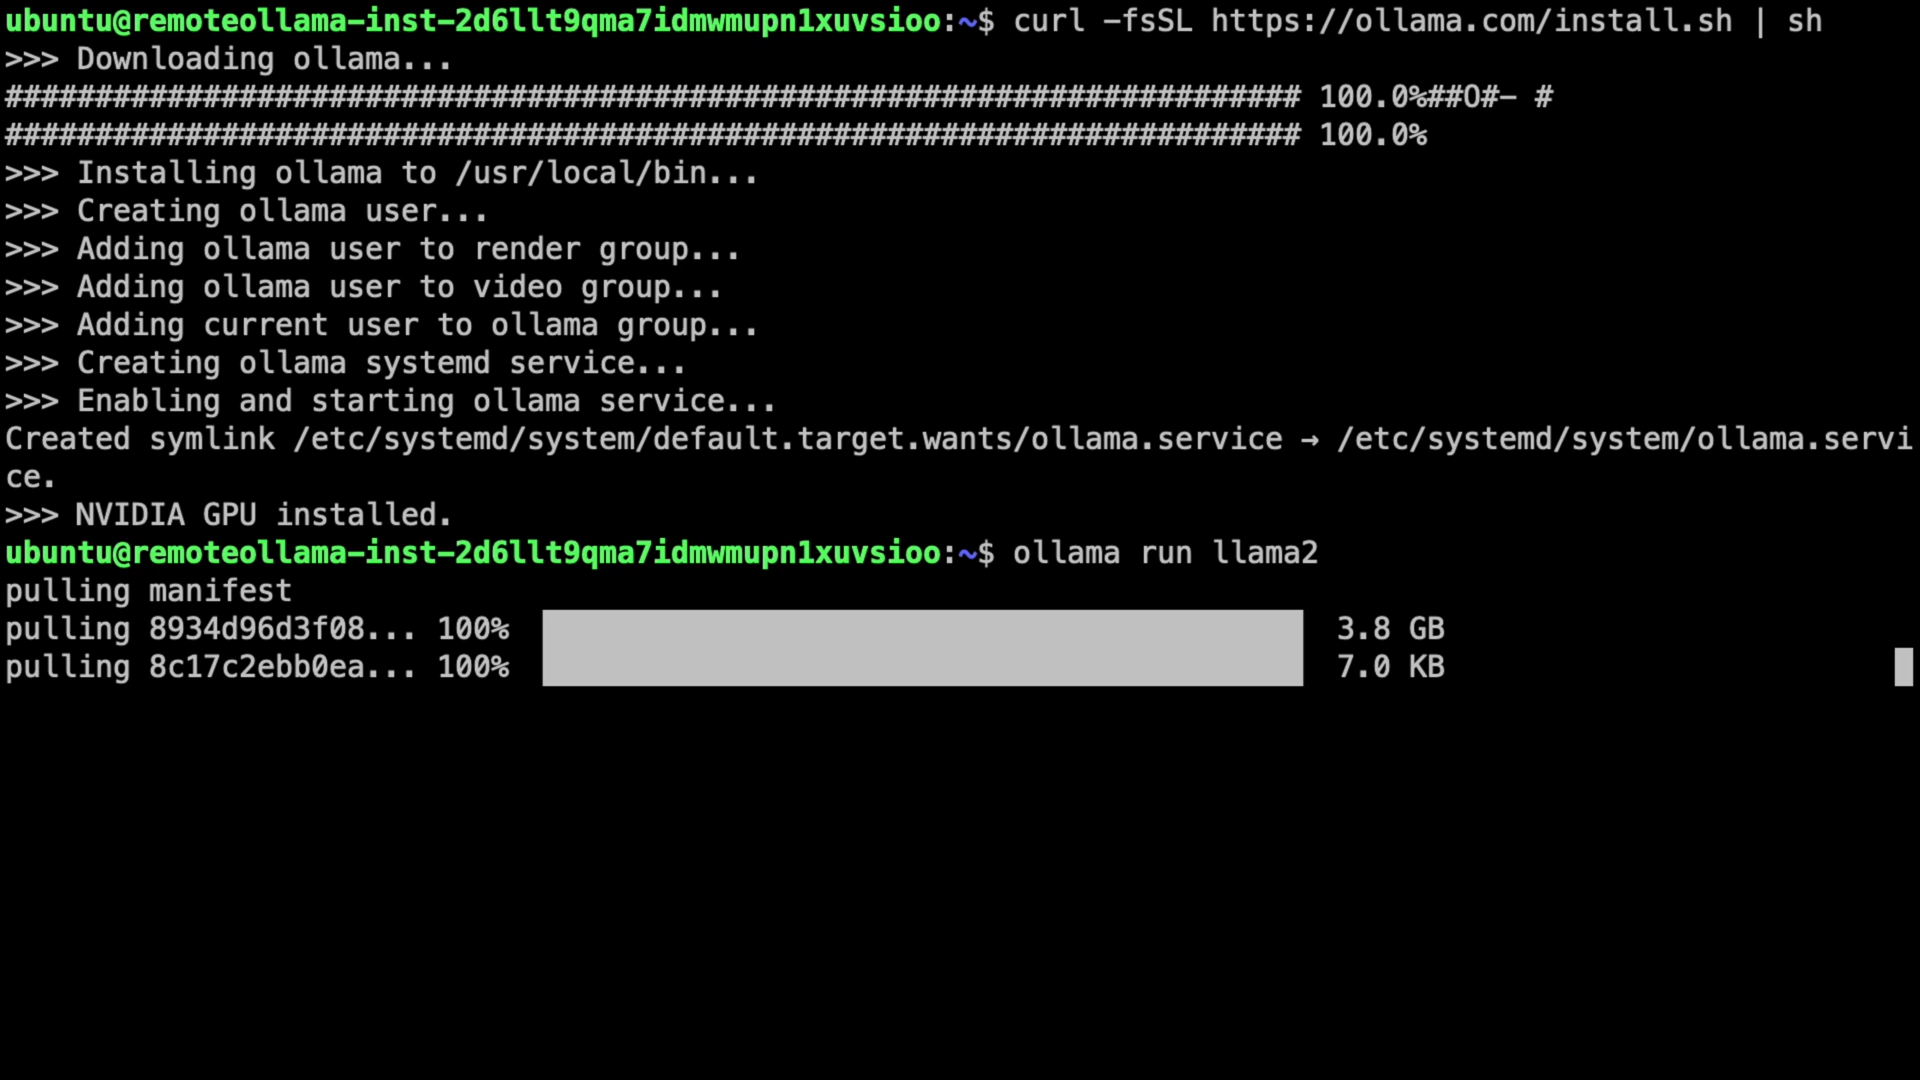 ubuntu@remoteollama-inst-2d6llt9qma7idmwmupn1xuvsioo:~$ curl -fsSL https://ollama.com/install.sh | sh
>>> Downloading ollama...
######################################################################## 100.0%##O#- #
######################################################################## 100.0%
>>> Installing ollama to /usr/local/bin...
>>> Creating ollama user...
>>> Adding ollama user to render group...
>>> Adding ollama user to video group...
>>> Adding current user to ollama group...
>>> Creating ollama systemd service...
>>> Enabling and starting ollama service...
Created symlink /etc/systemd/system/default.target.wants/ollama.service → /etc/systemd/system/ollama.servi
ce.
>>> NVIDIA GPU installed.
ubuntu@remoteollama-inst-2d6llt9qma7idmwmupn1xuvsioo:~$ ollama run llama2
pulling manifest
pulling 8934d96d3f08... 100% 3.8 GB
pulling 8c17c2ebb0ea... 100% 7.0 KB